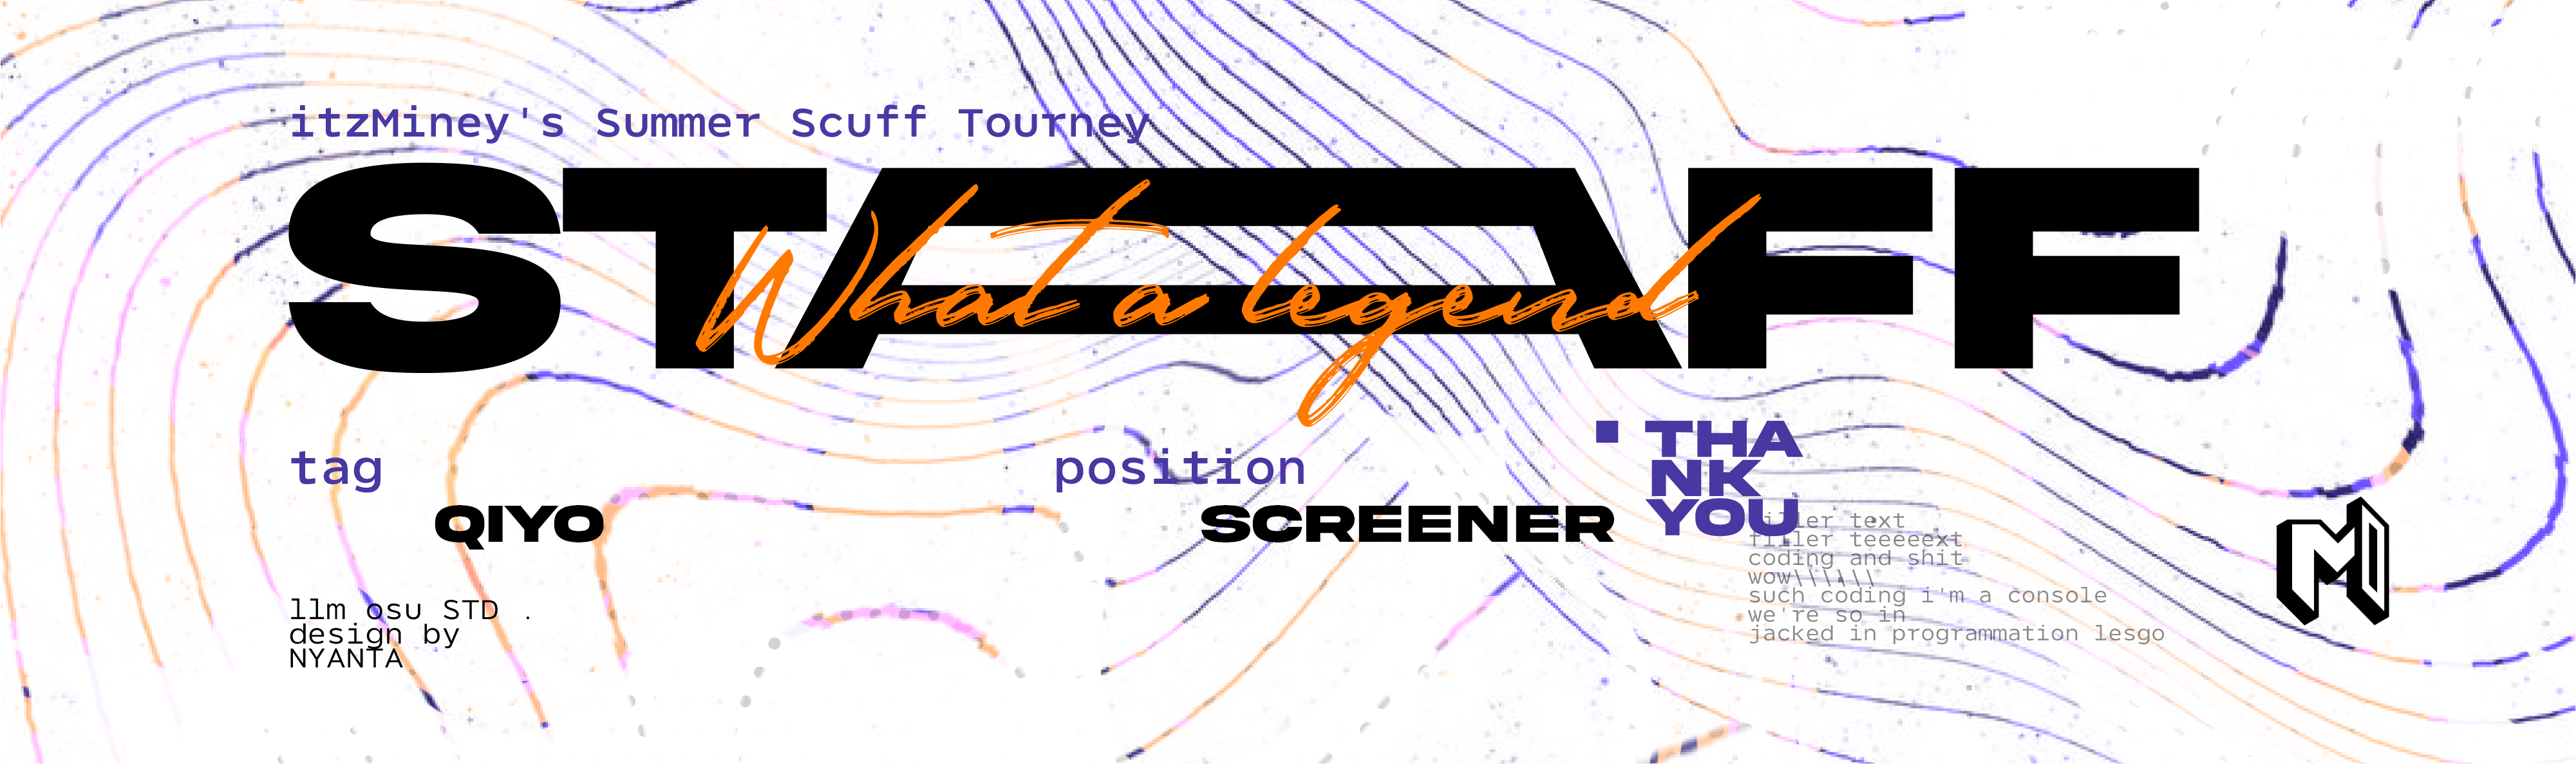 itzMiney's Summer Scuff Tourney
STAFF
What a legend
tag
QIYO
position
SCREENER
THA
NK
YOU
filler text
filler teeeeext
coding and shit
wow\\\\\\\
such coding i'm a console
we're so in
jacked in programmation lesgo
llm osu STD .
design by
NYANTA
M